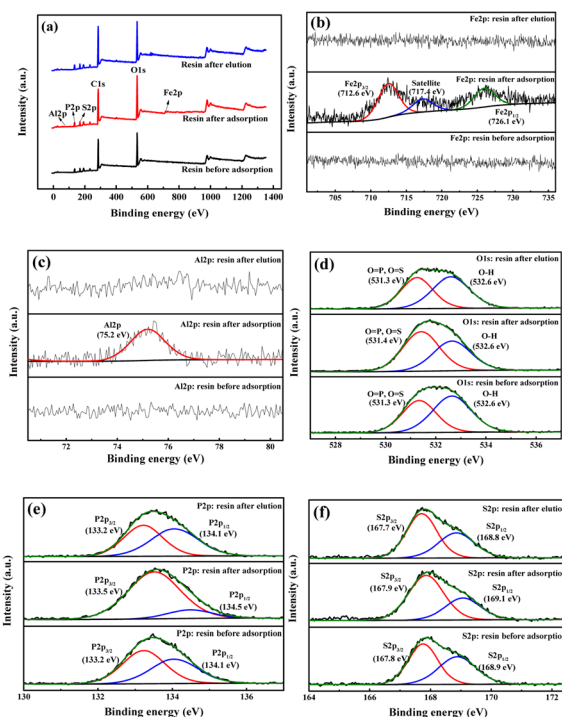 (a)
Resin after elution
C1s
O1s
Al2p
P2p
S2p
Fe2p
Resin after adsorption
Resin before adsorption
0 200 400 600 800 1000 1200 1400
Binding energy (eV)
Intensity (a.u.)
(b)
Fe2p: resin after elution
Fe2p3/2
(712.6 eV)
Satellite
(717.4 eV)
Fe2p: resin after adsorption
Fe2p1/2
(726.1 eV)
Fe2p: resin before adsorption
705 710 715 720 725 730 735
Binding energy (eV)
Intensity (a.u.)
(c)
Al2p: resin after elution
Al2p
(75.2 eV)
Al2p: resin after adsorption
Al2p: resin before adsorption
72 74 76 78 80
Binding energy (eV)
Intensity (a.u.)
(d)
O1s: resin after elution
O=P, O=S
(531.3 eV)
O-H
(532.6 eV)
O1s: resin after adsorption
O=P, O=S
(531.4 eV)
O-H
(532.6 eV)
O1s: resin before adsorption
O=P, O=S
(531.3 eV)
O-H
(532.6 eV)
528 530 532 534 536
Binding energy (eV)
Intensity (a.u.)
(e)
P2p: resin after elution
P2p3/2
(133.2 eV)
P2p1/2
(134.1 eV)
P2p: resin after adsorption
P2p3/2
(133.5 eV)
P2p1/2
(134.5 eV)
P2p: resin before adsorption
P2p3/2
(133.2 eV)
P2p1/2
(134.1 eV)
130 132 134 136
Binding energy (eV)
Intensity (a.u.)
(f)
S2p: resin after elution
S2p3/2
(167.7 eV)
S2p1/2
(168.8 eV)
S2p: resin after adsorption
S2p3/2
(167.9 eV)
S2p1/2
(169.1 eV)
S2p: resin before adsorption
S2p3/2
(167.8 eV)
S2p1/2
(168.9 eV)
164 166 168 170 172
Binding energy (eV)
Intensity (a.u.)